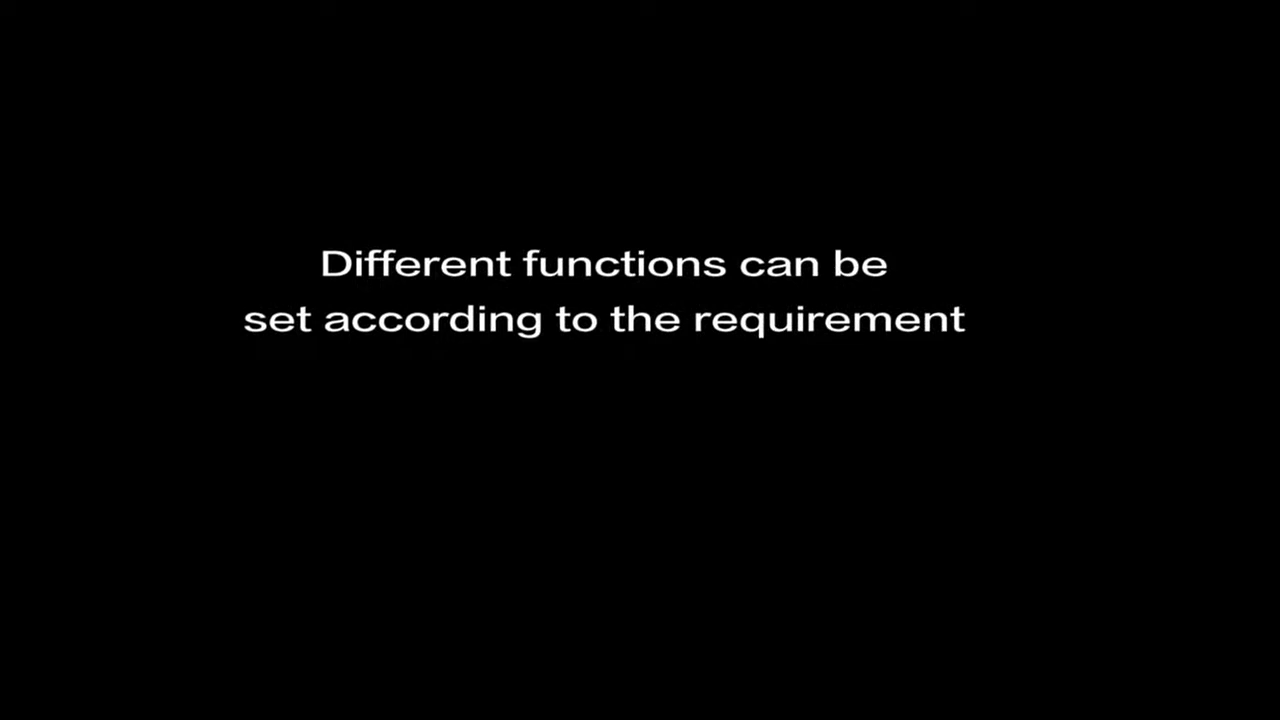 Different functions can be
set according to the requirement